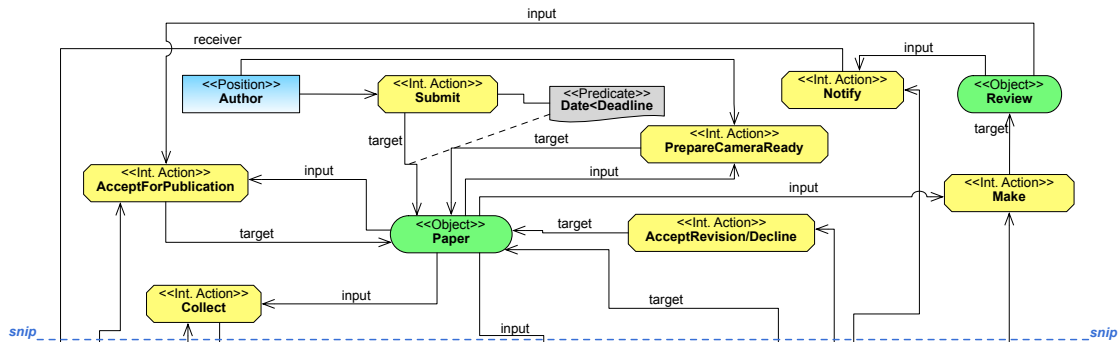 input
receiver
input
<<Position>>
Author
<<Int. Action>>
Submit
<<Predicate>>
Date<Deadline
<<Int. Action>>
Notify
<<Object>>
Review
target
<<Int. Action>>
PrepareCameraReady
target
target
<<Int. Action>>
AcceptForPublication
input
input
input
<<Int. Action>>
Make
<<Object>>
Paper
target
target
<<Int. Action>>
AcceptRevision/Decline
<<Int. Action>>
Collect
input
target
input
snip
snip